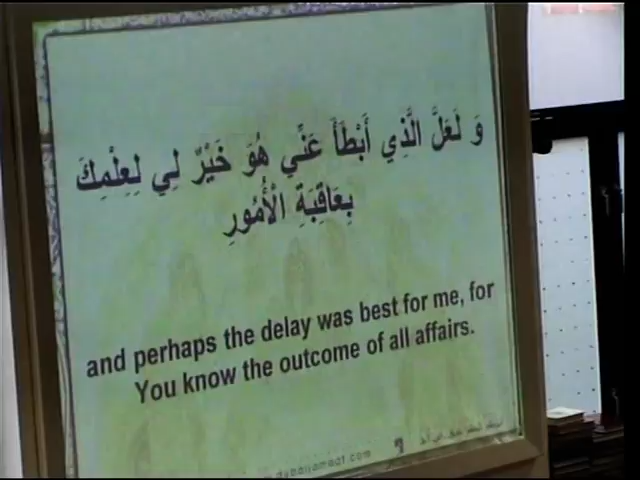 وَ لَعَلَّ الَّذِي أَبْطَأَ عَنِّي هُوَ خَيْرٌ لِي لِعِلْمِكَ
بِعَاقِبَةِ الْأُمُورِ
and perhaps the delay was best for me, for
You know the outcome of all affairs.